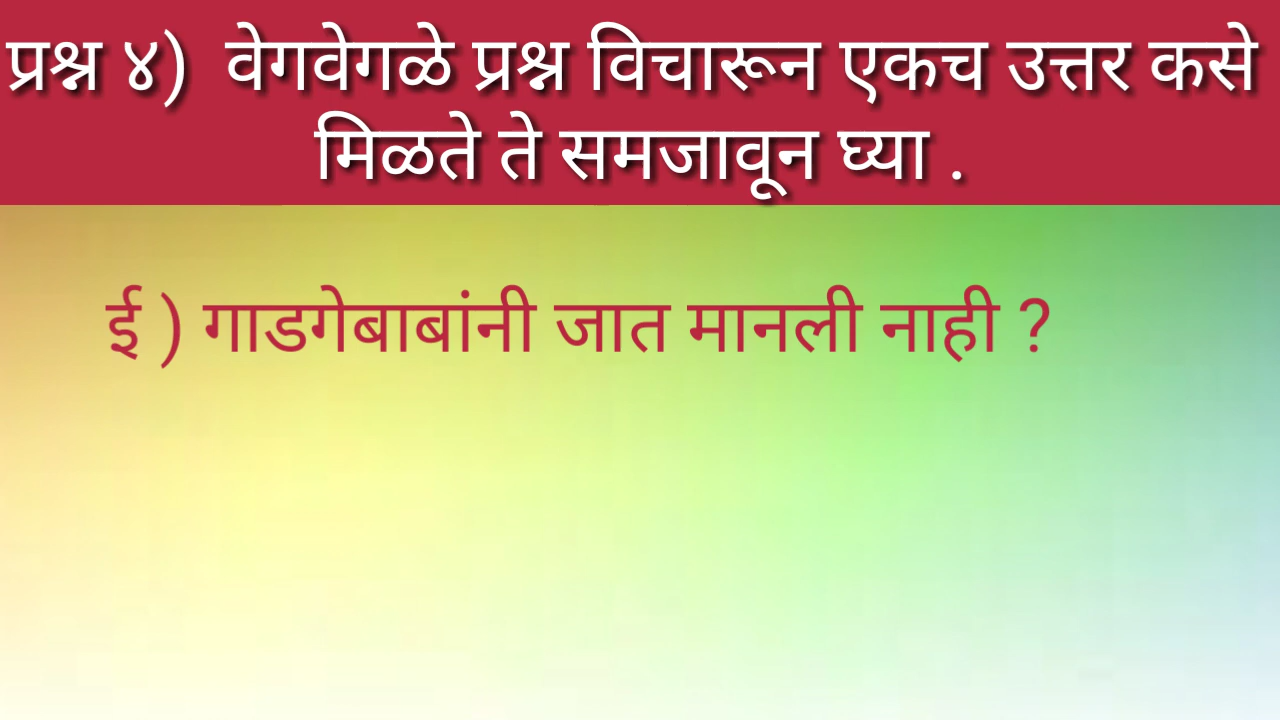 प्रश्न ४) वेगवेगळे प्रश्न विचारून एकच उत्तर कसे
मिळते ते समजावून घ्या .
ई ) गाडगेबाबांनी जात मानली नाही ?